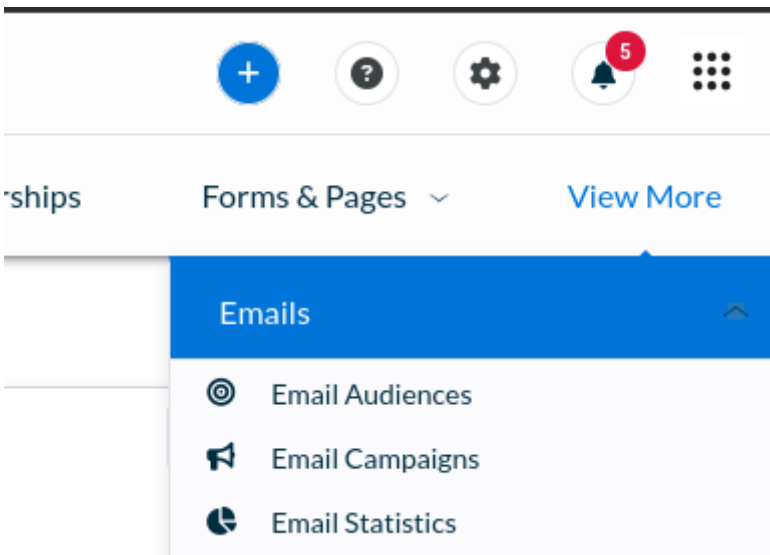 5
rships Forms & Pages View More
Emails
Email Audiences
Email Campaigns
Email Statistics